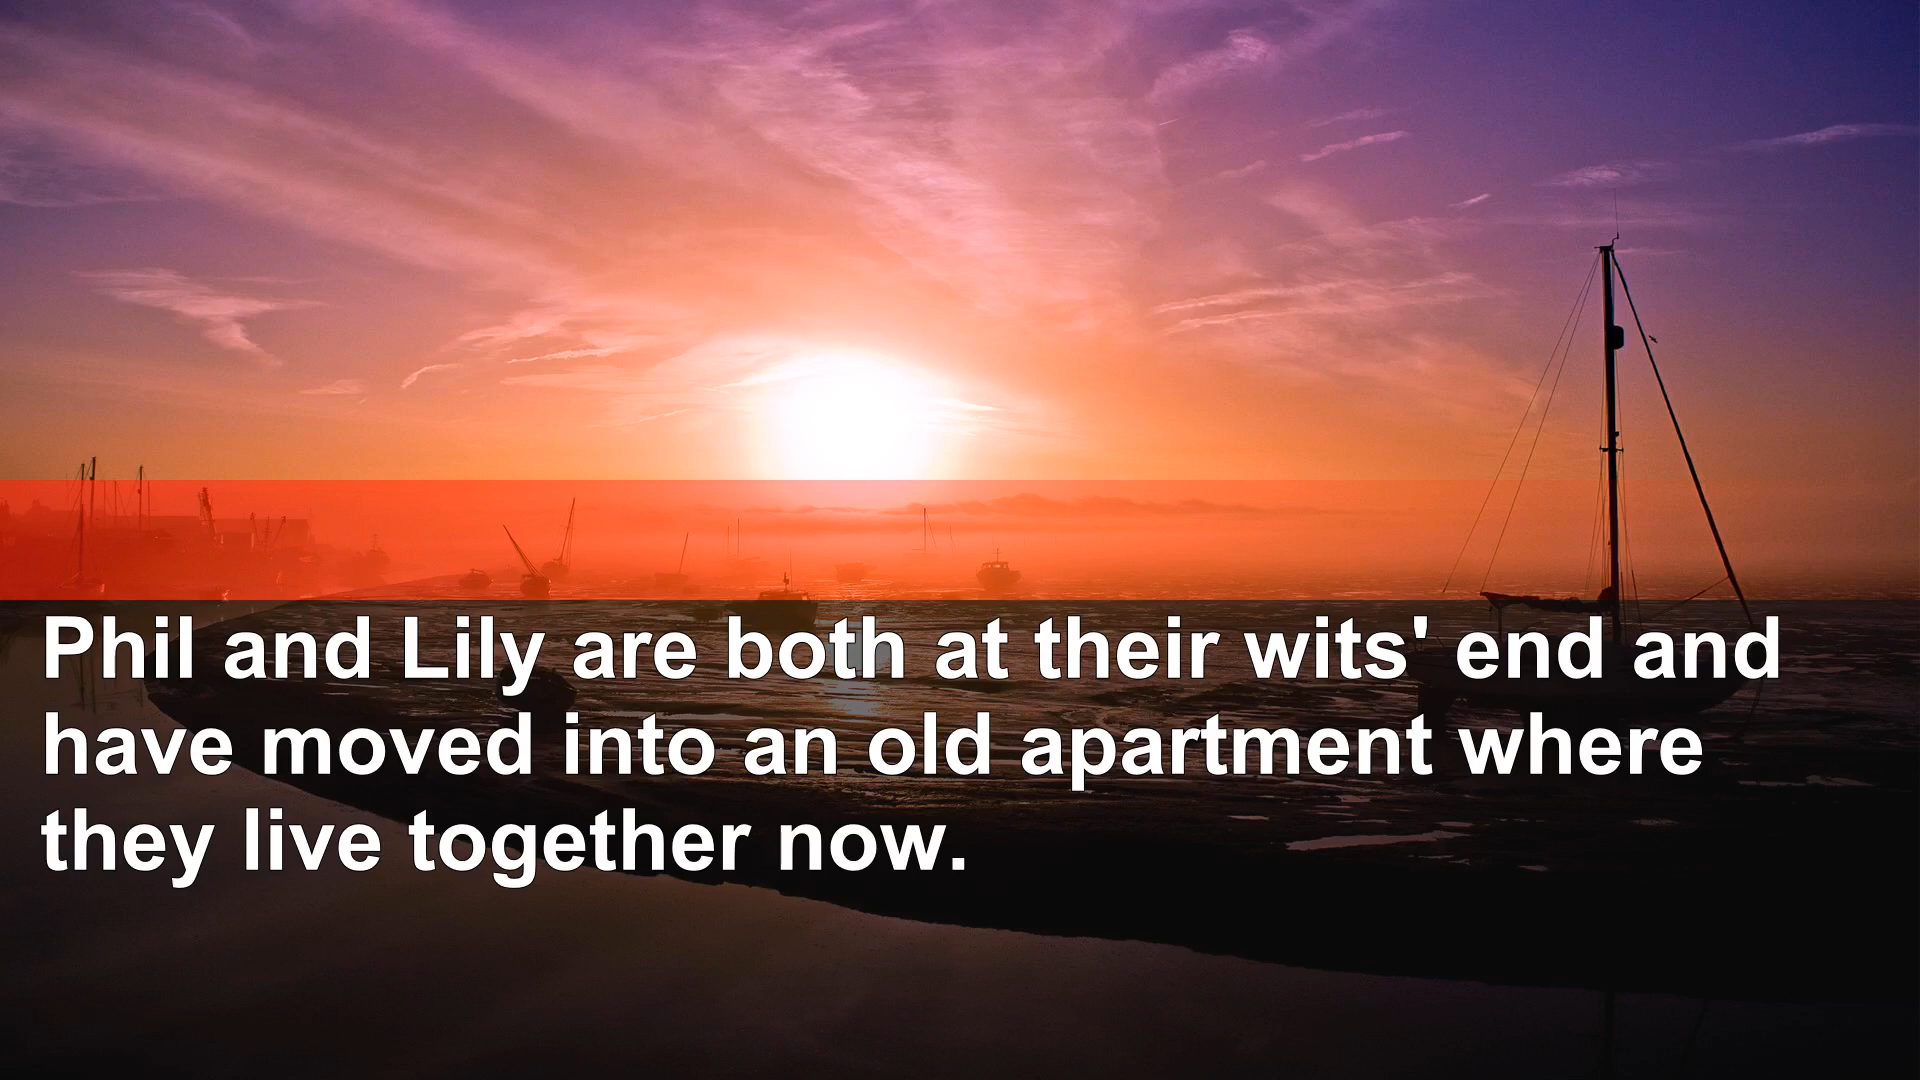 Phil and Lily are both at their wits' end and
have moved into an old apartment where
they live together now.